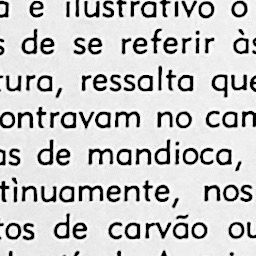 a é ilustrativo o
s de se referir às
tura, ressalta que
ontravam no cam
as de mandioca,
tinuamente, nos
tos de carvão ou